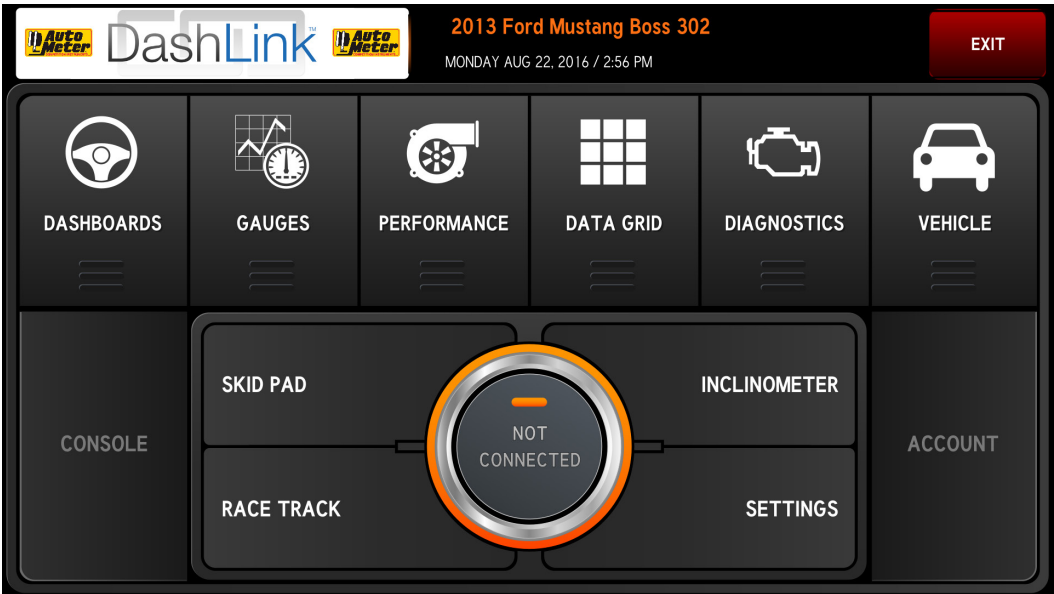 Auto Meter DashLink™ Auto Meter
2013 Ford Mustang Boss 302
MONDAY AUG 22, 2016 / 2:56 PM
EXIT
DASHBOARDS
GAUGES
PERFORMANCE
DATA GRID
DIAGNOSTICS
VEHICLE
CONSOLE
SKID PAD
RACE TRACK
NOT
CONNECTED
INCLINOMETER
SETTINGS
ACCOUNT